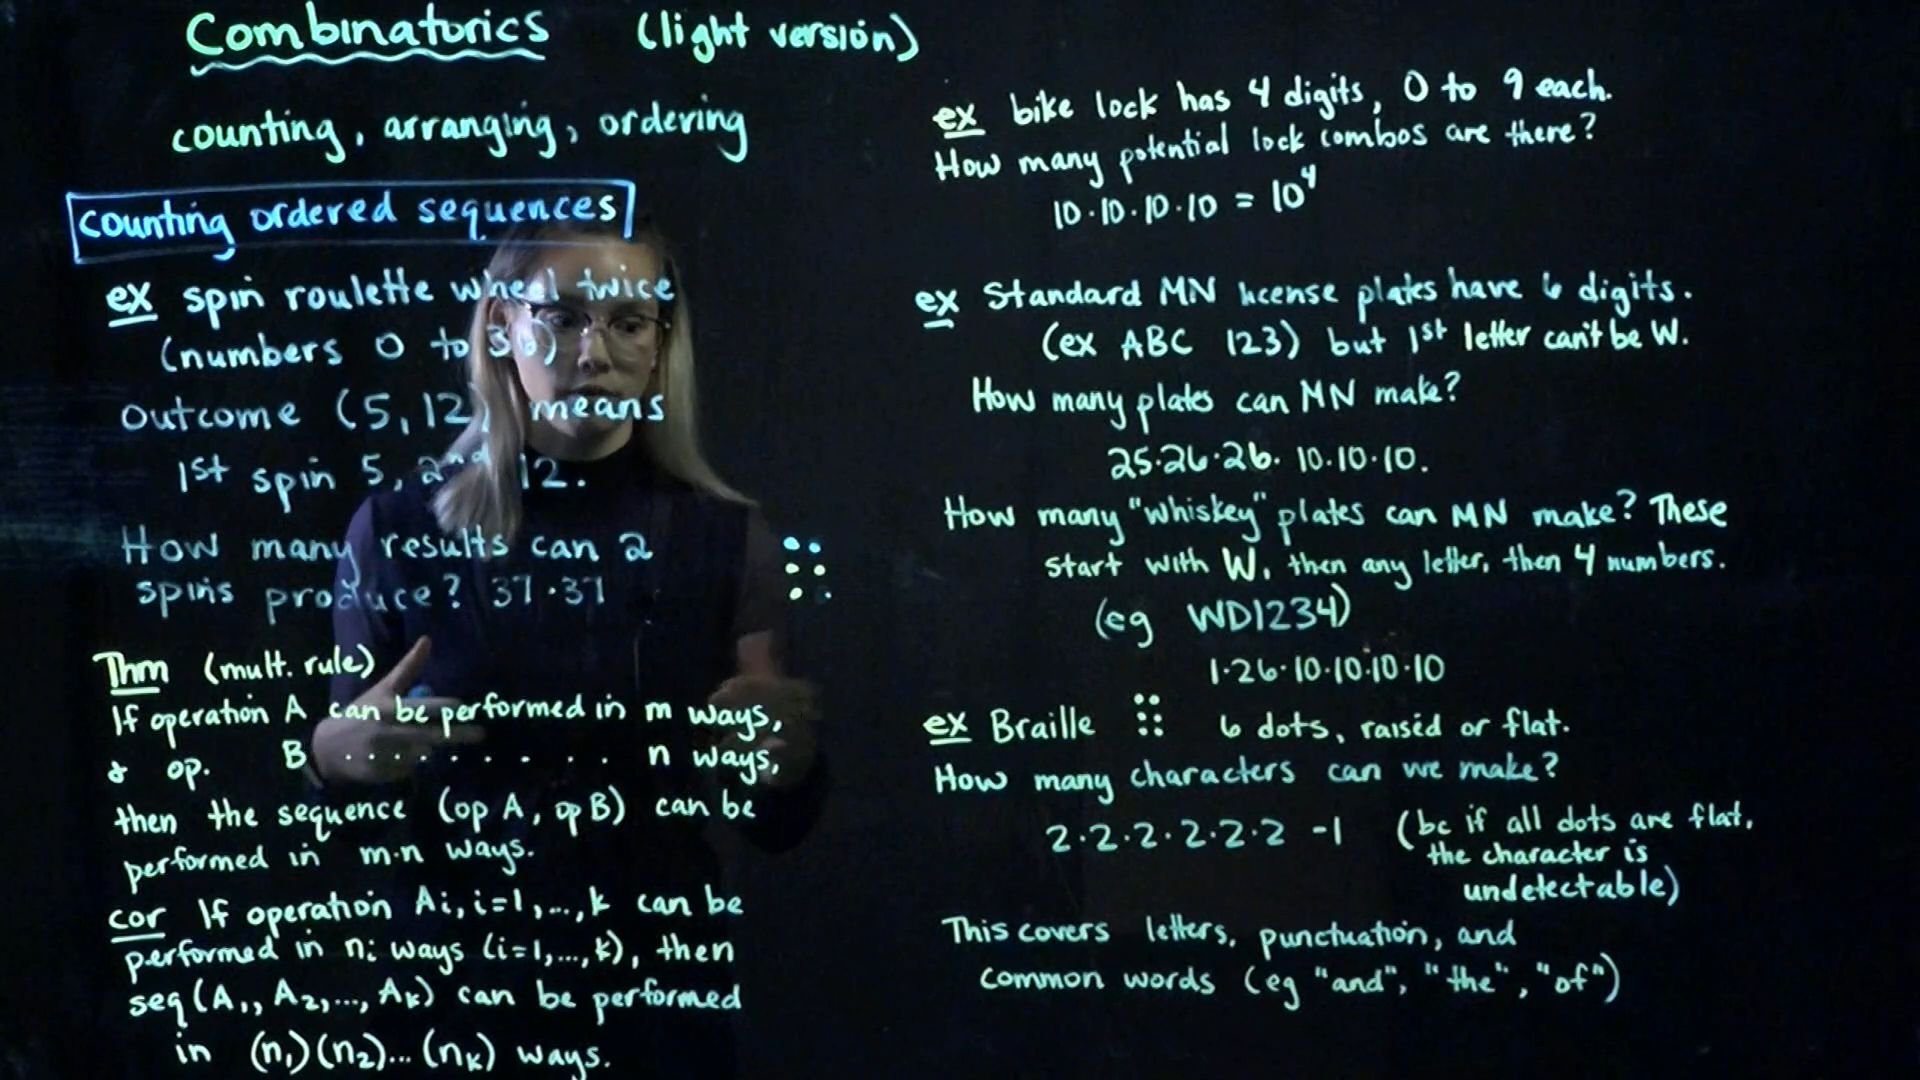 Combinatorics (light version)
counting, arranging, ordering
counting ordered sequences
ex spin roulette wheel twice
(numbers 0 to 36)
outcome (5,12) means
1st spin 5, 2nd 12.
How many results can 2
spins produce? 37·37
Thm (mult. rule)
If operation A can be performed in m ways,
& op. B .......... n ways,
then the sequence (op A, op B) can be
performed in m·n ways.
cor If operation Ai, i=1,...,k can be
performed in ni ways (i=1,...,k), then
seq (A1, A2,..., Ak) can be performed
in (n1)(n2)...(nk) ways.
ex bike lock has 4 digits, 0 to 9 each.
How many potential lock combos are there?
10·10·10·10 = 10⁴
ex Standard MN license plates have 6 digits.
(ex ABC 123) but 1st letter can't be W.
How many plates can MN make?
25·26·26· 10·10·10.
How many "whiskey" plates can MN make? These
start with W, then any letter, then 4 numbers.
(eg WD1234)
1·26·10·10·10·10
ex Braille 6 dots, raised or flat.
How many characters can we make?
2·2·2·2·2·2 -1 (bc if all dots are flat,
the character is
undetectable)
This covers letters, punctuation, and
common words (eg "and", "the", "of")